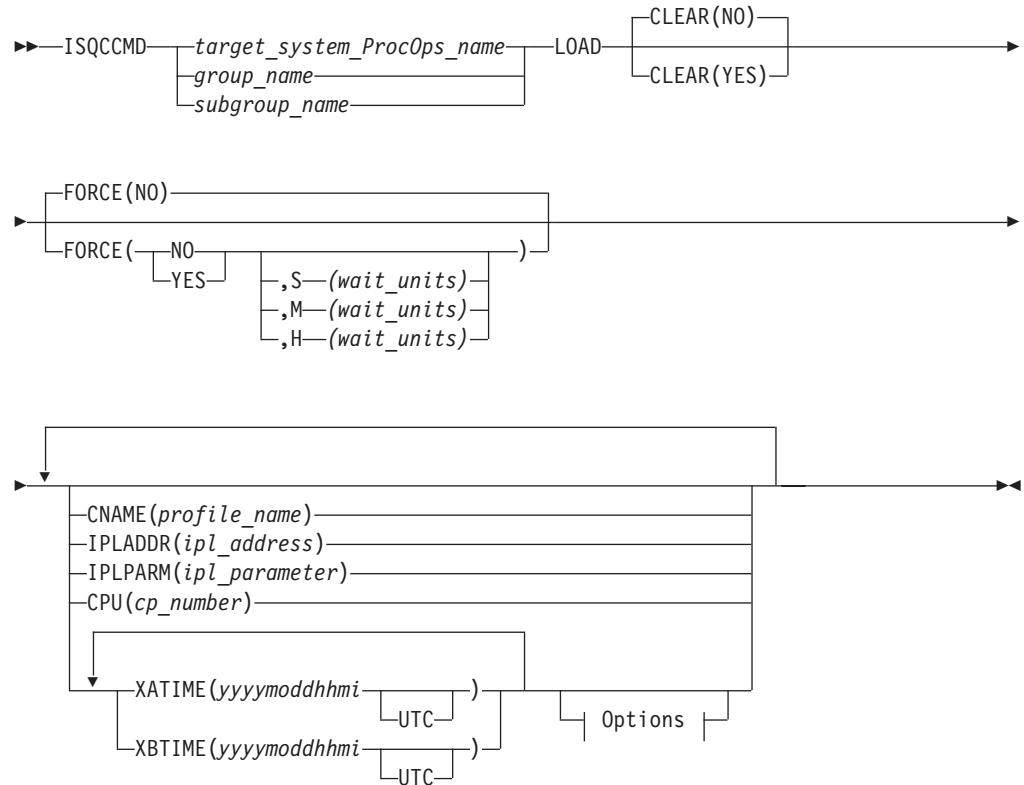 ISQCCMD target_system_ProcOps_name LOAD CLEAR(NO)
group_name CLEAR(YES)
subgroup_name
FORCE(NO)
FORCE( NO )
YES ,S (wait_units)
,M (wait_units)
,H (wait_units)
CNAME(profile_name)
IPLADDR(ipl_address)
IPLPARM(ipl_parameter)
CPU(cp_number)
XATIME(yyyymoddhhmi )
UTC Options
XBTIME(yyyymoddhhmi )
UTC